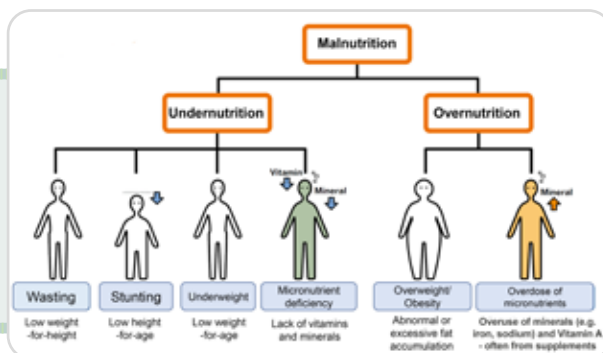 Malnutrition
Undernutrition
Overnutrition
Vitamin
Mineral
Mineral
Wasting
Stunting
Underweight
Micronutrient
deficiency
Overweight/
Obesity
Overdose of
micronutrients
Low weight
-for-height
Low height
-for-age
Low weight
-for-age
Lack of vitamins
and minerals
Abnormal or
excessive fat
accumulation
Overuse of minerals (e.g.
iron, sodium) and Vitamin A
- often from supplements